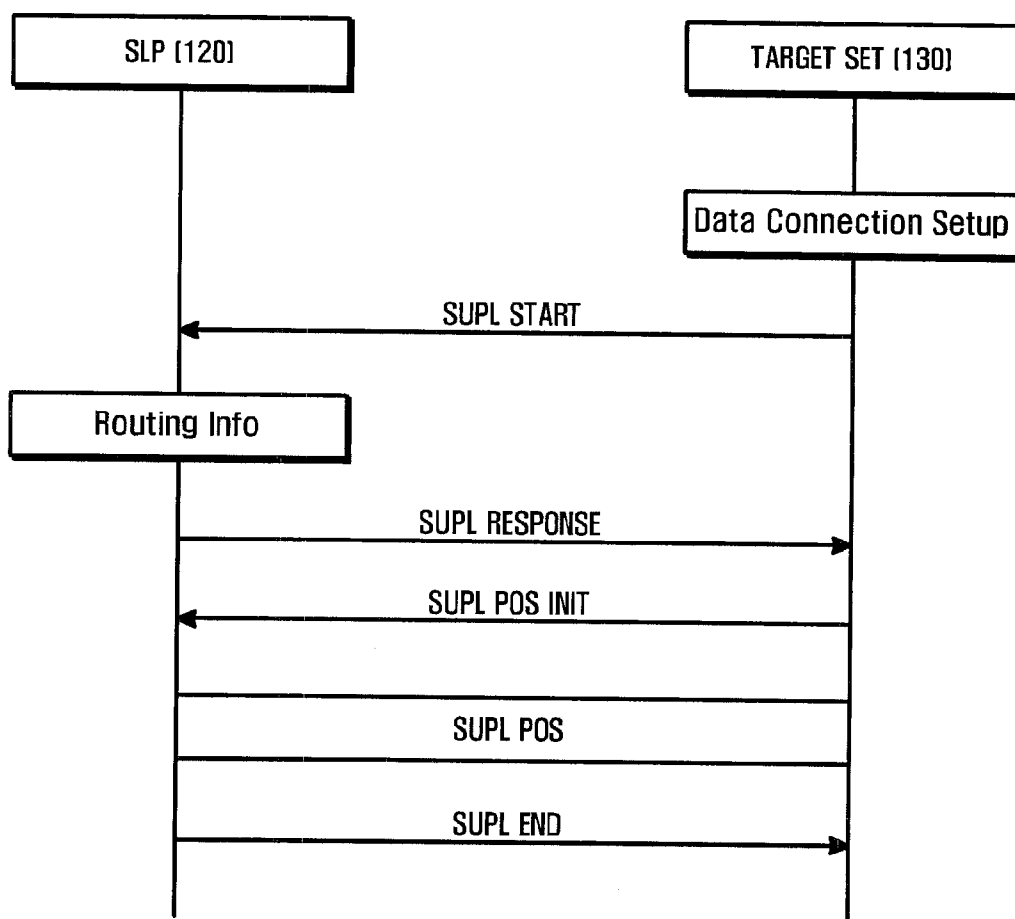 SLP [120]
TARGET SET [130]
Data Connection Setup
SUPL START
Routing Info
SUPL RESPONSE
SUPL POS INIT
SUPL POS
SUPL END